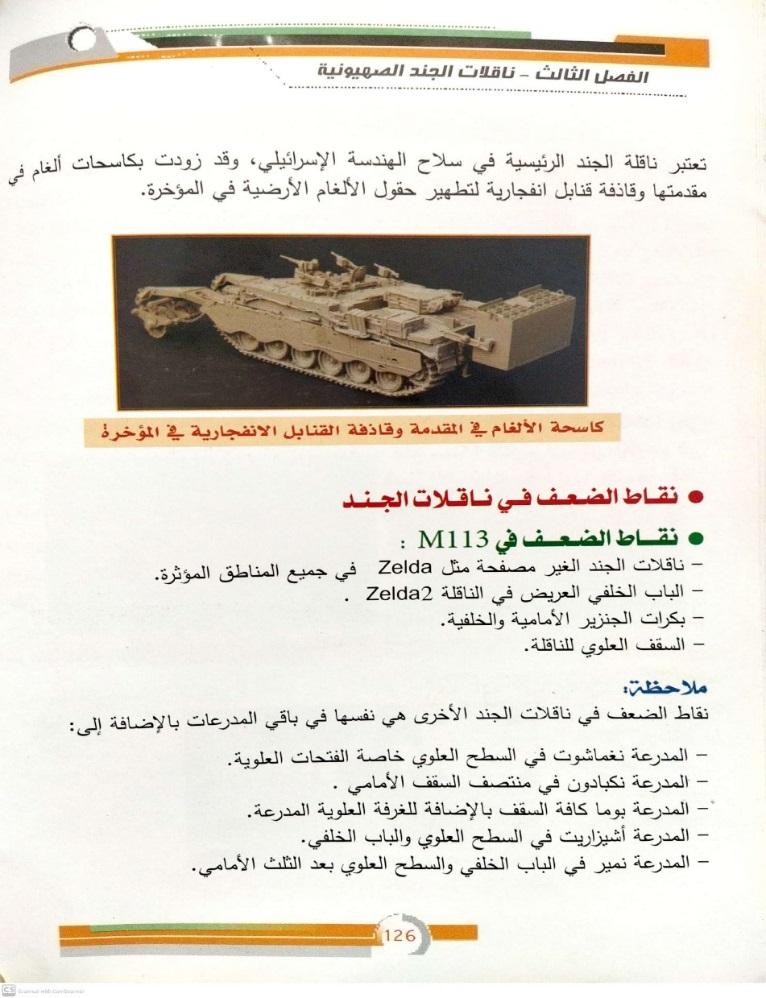 الفصل الثالث - ناقلات الجند الصهيونية
تعتبر ناقلة الجند الرئيسية في سلاح الهندسة الإسرائيلي، وقد زودت بكاسحات ألغام في
مقدمتها وقاذفة قنابل انفجارية لتطهير حقول الألغام الأرضية في المؤخرة.
كاسحة الألغام في المقدمة وقاذفة القنابل الانفجارية في المؤخرة
● نقاط الضعف في ناقلات الجند
● نقاط الضعف في M113 :
- ناقلات الجند الغير مصفحة مثل Zelda في جميع المناطق المؤثرة.
- الباب الخلفي العريض في الناقلة Zelda2 .
- بكرات الجنزير الأمامية والخلفية.
- السقف العلوي للناقلة.
ملاحظة:
نقاط الضعف في ناقلات الجند الأخرى هي نفسها في باقي المدرعات بالإضافة إلى:
- المدرعة نغماشوت في السطح العلوي خاصة الفتحات العلوية.
- المدرعة نكبادون في منتصف السقف الأمامي .
- المدرعة بوما كافة السقف بالإضافة للغرفة العلوية المدرعة.
- المدرعة أشيزاريت في السطح العلوي والباب الخلفي.
- المدرعة نمير في الباب الخلفي والسطح العلوي بعد الثلث الأمامي.
126
CS Scanned with CamScanner